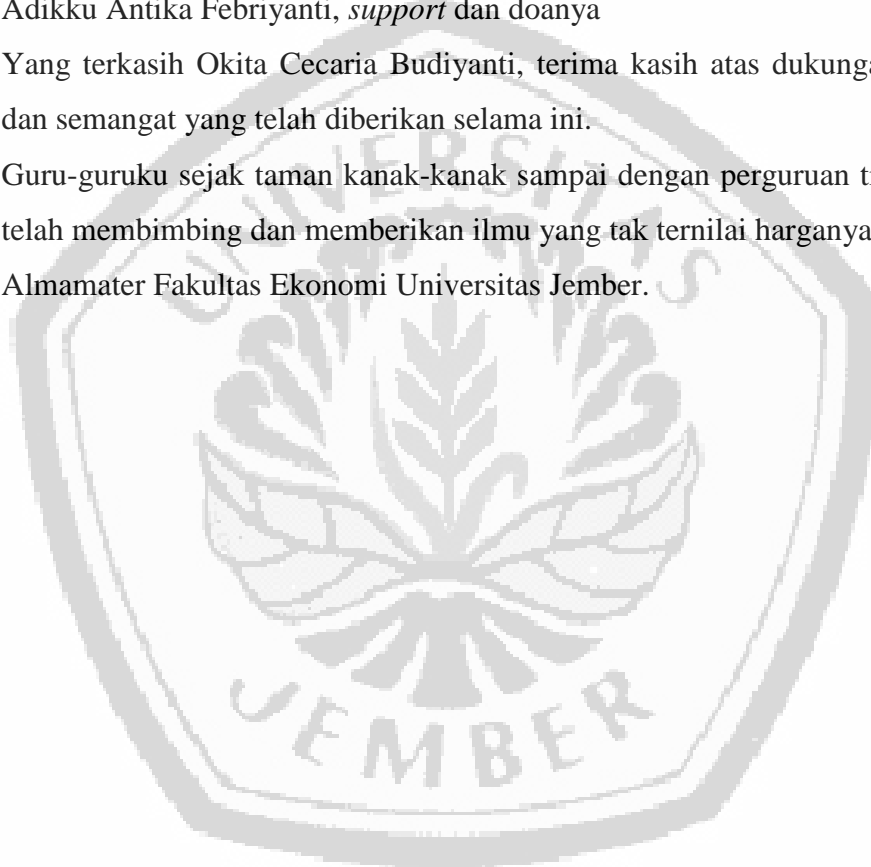 Adikku Antika Febriyanti, support dan doanya
Yang terkasih Okita Cecaria Budiyanti, terima kasih atas
dan semangat yang telah diberikan selama ini.
Guru-guruku sejak taman kanak-kanak sampai dengan perguruan
telah membimbing dan memberikan ilmu yang tak ternilai harganya
Almamater Fakultas Ekonomi Universitas Jember.
UNIVERSITAS
JEMBER